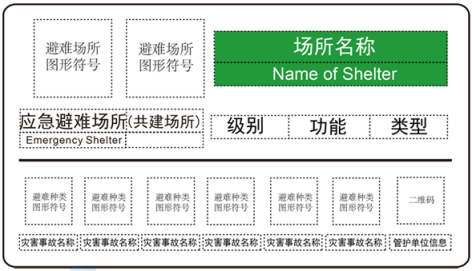 避难场所
图形符号
避难场所
图形符号
场所名称
Name of Shelter
应急避难场所(共建场所)
Emergency Shelter
级别 功能 类型
避难种类
图形符号
避难种类
图形符号
避难种类
图形符号
避难种类
图形符号
避难种类
图形符号
避难种类
图形符号
二维码
灾害事故名称 灾害事故名称 灾害事故名称 灾害事故名称 灾害事故名称 灾害事故名称 管护单位信息